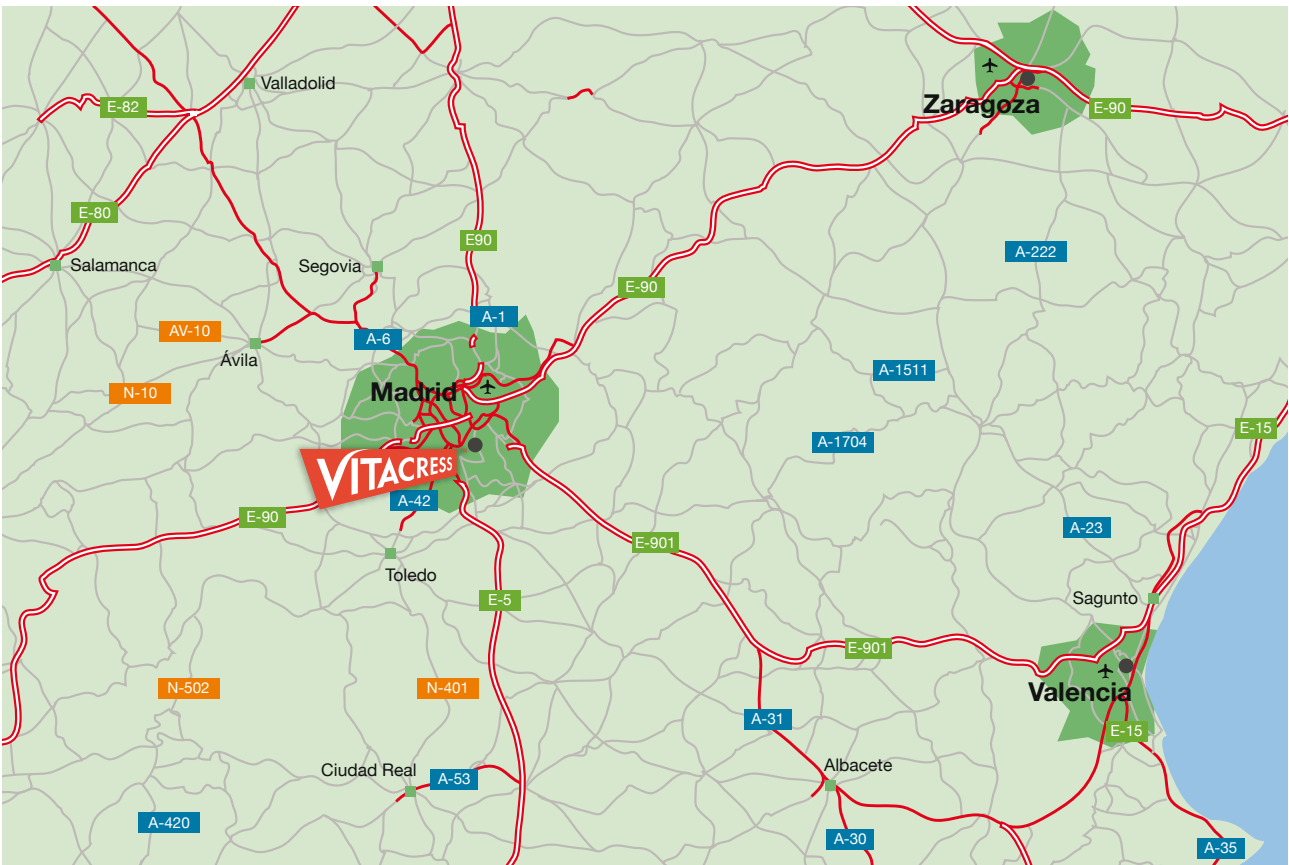 Valladolid
E-82
Zaragoza
E-90
E-80
E90
A-222
Salamanca
Segovia
E-90
A-1
AV-10
A-6
Ávila
A-1511
N-10
Madrid
E-15
A-1704
VITACRESS
A-42
E-90
A-23
E-901
Toledo
E-5
Sagunto
E-901
N-502
N-401
Valencia
A-31
E-15
Albacete
Ciudad Real
A-53
A-420
A-30
A-35